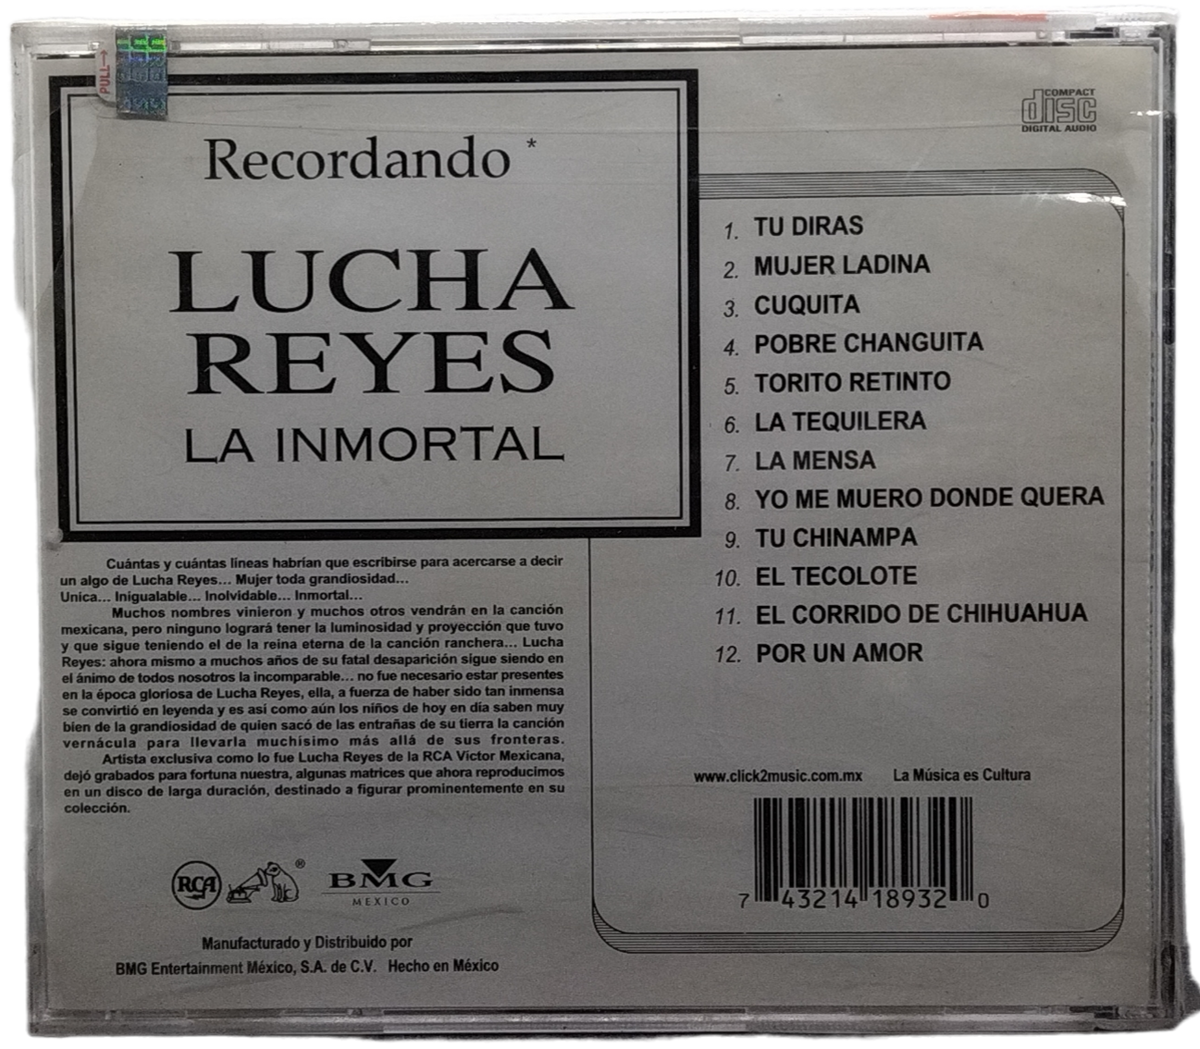 PULL→
COMPACT
disc
DIGITAL AUDIO
Recordando *
LUCHA
REYES
LA INMORTAL
1. TU DIRAS
2. MUJER LADINA
3. CUQUITA
4. POBRE CHANGUITA
5. TORITO RETINTO
6. LA TEQUILERA
7. LA MENSA
8. YO ME MUERO DONDE QUERA
9. TU CHINAMPA
10. EL TECOLOTE
11. EL CORRIDO DE CHIHUAHUA
12. POR UN AMOR
Cuántas y cuántas líneas habrían que escribirse para acercarse a decir
un algo de Lucha Reyes... Mujer toda grandiosidad...
Unica... Inigualable... Inolvidable... Inmortal...
Muchos nombres vinieron y muchos otros vendrán en la canción
mexicana, pero ninguno logrará tener la luminosidad y proyección que tuvo
y que sigue teniendo el de la reina eterna de la canción ranchera... Lucha
Reyes: ahora mismo a muchos años de su fatal desaparición sigue siendo en
el ánimo de todos nosotros la incomparable... no fue necesario estar presentes
en la época gloriosa de Lucha Reyes, ella, a fuerza de haber sido tan inmensa
se convirtió en leyenda y es así como aún los niños de hoy en día saben muy
bien de la grandiosidad de quien sacó de las entrañas de su tierra la canción
vernácula para llevarla muchísimo más allá de sus fronteras.
Artista exclusiva como lo fue Lucha Reyes de la RCA Victor Mexicana,
dejó grabados para fortuna nuestra, algunas matrices que ahora reproducimos
en un disco de larga duración, destinado a figurar prominentemente en su
colección.
www.click2music.com.mx La Música es Cultura
7 43214 18932 0
RCA ® BMG
MEXICO
Manufacturado y Distribuido por
BMG Entertainment México, S.A. de C.V. Hecho en México